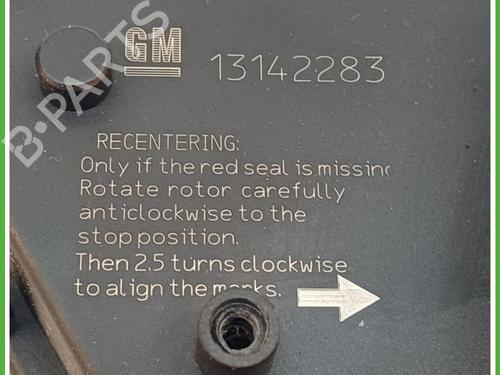 GM 13142283
RECENTERING:
Only if the red seal is missing
Rotate rotor carefully
anticlockwise to the
stop position.
Then 2.5 turns clockwise
to align the marks.
B-PARTS